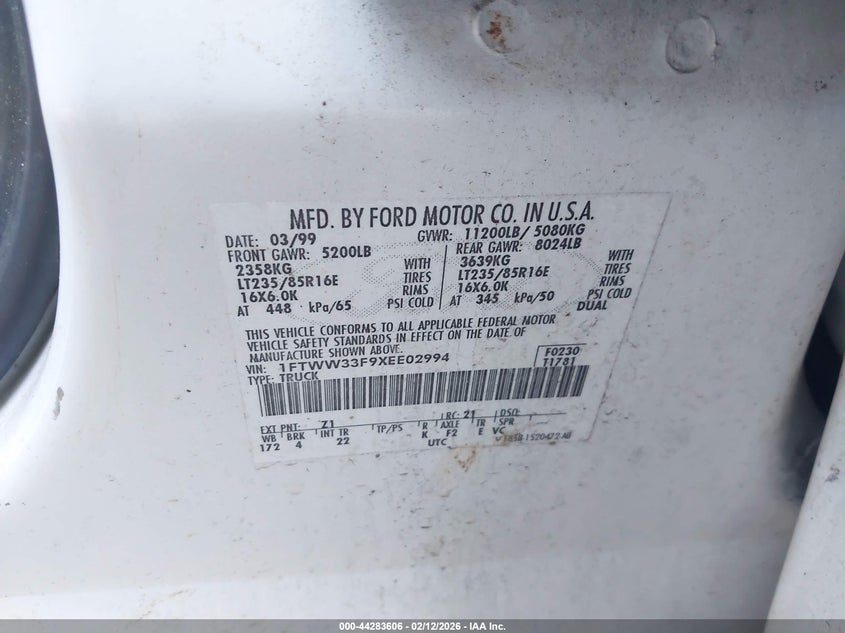 MFD. BY FORD MOTOR CO. IN U.S.A.
DATE: 03/99 GVWR: 11200LB/ 5080KG
FRONT GAWR: 5200LB REAR GAWR: 8024LB
2358KG WITH 3639KG WITH
LT235/85R16E TIRES LT235/85R16E TIRES
16X6.0K RIMS 16X6.0K RIMS
AT 448 kPa/65 PSI COLD AT 345 kPa/50 PSI COLD
DUAL
THIS VEHICLE CONFORMS TO ALL APPLICABLE FEDERAL MOTOR
VEHICLE SAFETY STANDARDS IN EFFECT ON THE DATE OF
MANUFACTURE SHOWN ABOVE.
VIN: 1FTWW33F9XEE02994 F0230
TYPE: TRUCK T1781
EXT PNT: Z1 RC: 21 DSO:
WB BRK INT TR TP/PS R AXLE TR SPR
172 4 22 K F2 E VC
UTC
000-44283606 - 02/12/2026 - IAA Inc.